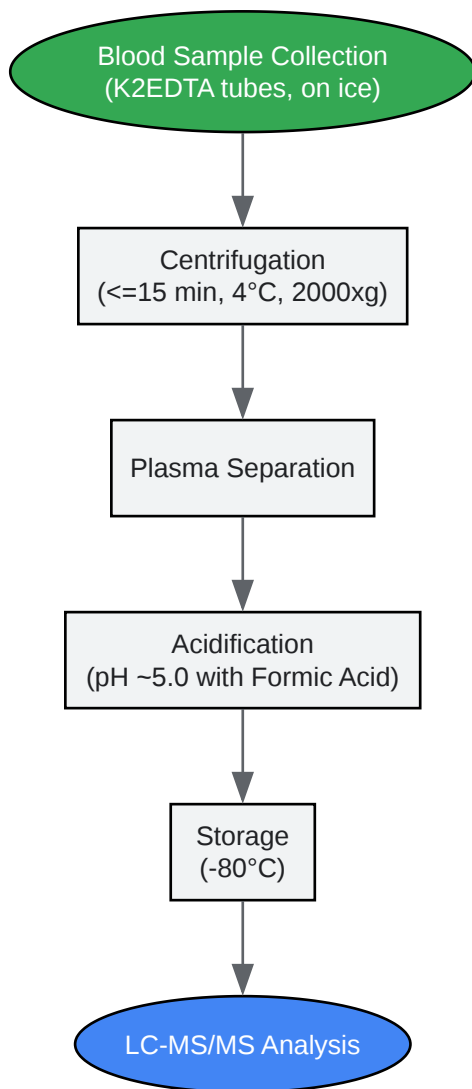 Blood Sample Collection
(K2EDTA tubes, on ice)
Centrifugation
(<=15 min, 4°C, 2000xg)
Plasma Separation
Acidification
(pH ~5.0 with Formic Acid)
Storage
(-80°C)
LC-MS/MS Analysis